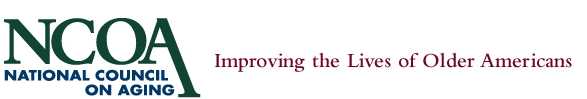 NCOA
NATIONAL COUNCIL
ON AGING
Improving the Lives of Older Americans